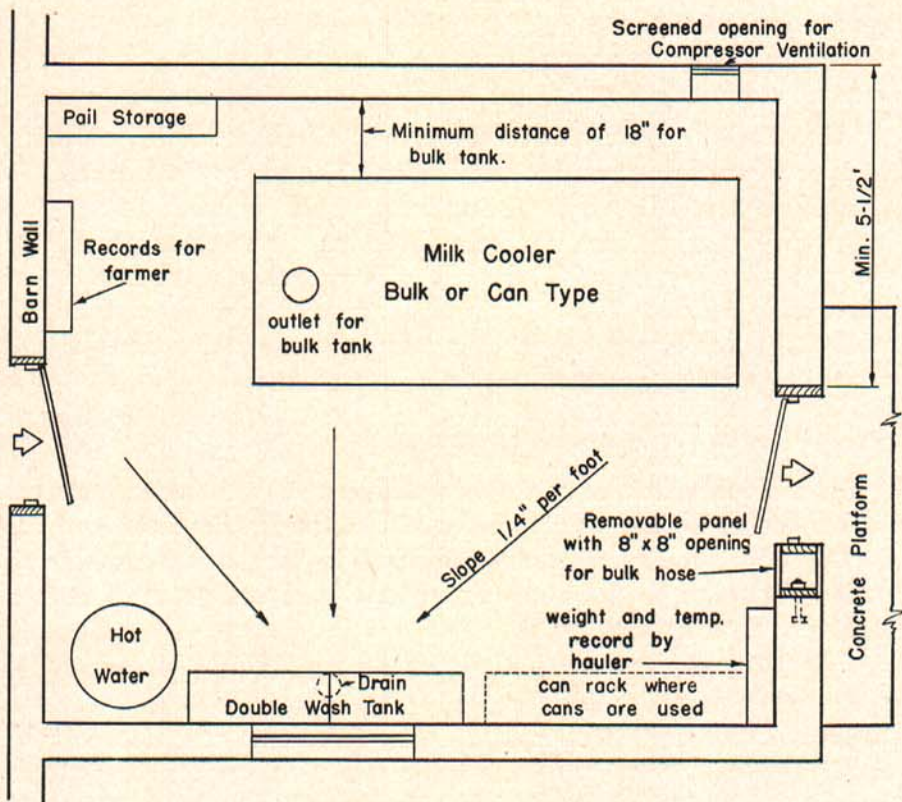 Screened opening for
Compressor Ventilation
Pail Storage
Minimum distance of 18" for
bulk tank.
Min. 5-1/2'
Barn Wall
Records for
farmer
Milk Cooler
Bulk or Can Type
outlet for
bulk tank
Slope 1/4" per foot
Removable panel
with 8" x 8" opening
for bulk hose
Concrete Platform
weight and temp.
record by
hauler
Hot
Water
Drain
Double Wash Tank
can rack where
cans are used